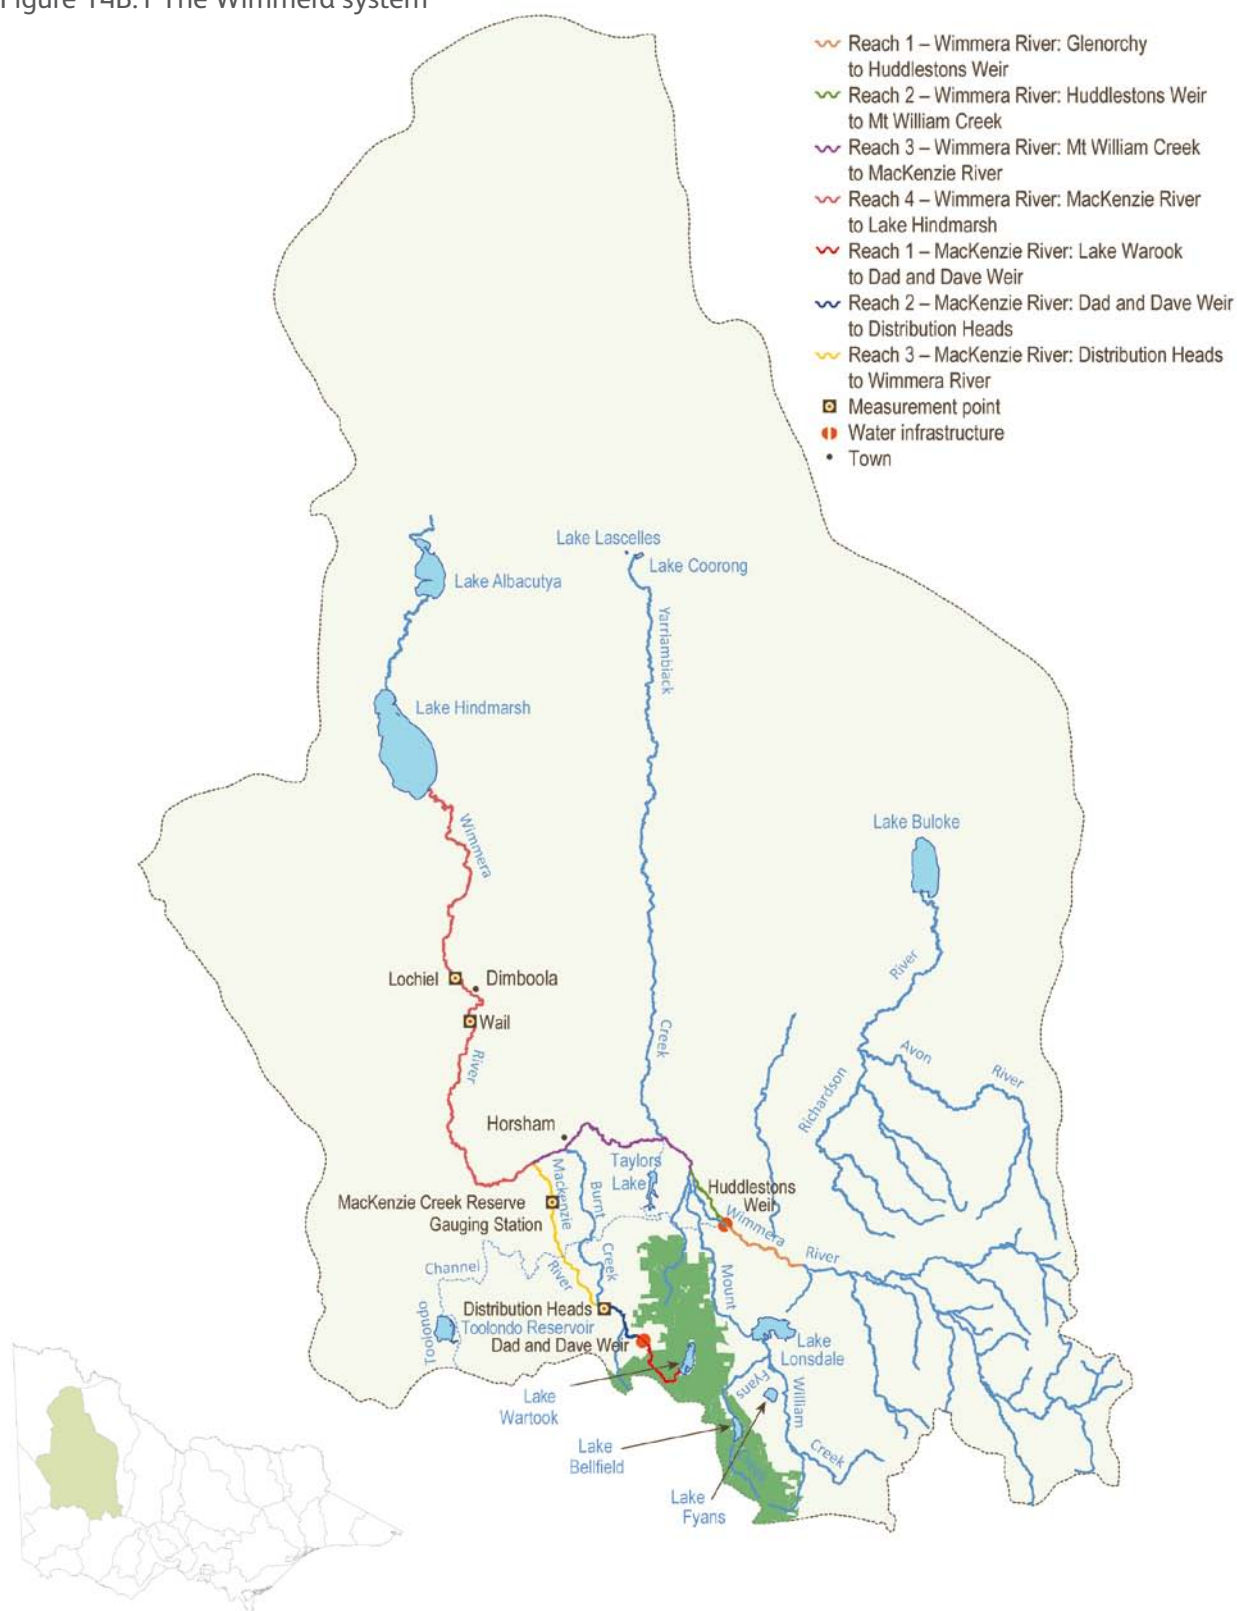 Figure 14B.1 The Wimmera system
Reach 1 – Wimmera River: Glenorchy
to Huddlestons Weir
Reach 2 – Wimmera River: Huddlestons Weir
to Mt William Creek
Reach 3 – Wimmera River: Mt William Creek
to MacKenzie River
Reach 4 – Wimmera River: MacKenzie River
to Lake Hindmarsh
Reach 1 – MacKenzie River: Lake Warook
to Dad and Dave Weir
Reach 2 – MacKenzie River: Dad and Dave Weir
to Distribution Heads
Reach 3 – MacKenzie River: Distribution Heads
to Wimmera River
Measurement point
Water infrastructure
Town
Lake Lascelles
Lake Coorong
Lake Albacutya
Yarriambiack
Lake Hindmarsh
Wimmera
Lake Buloke
River
Lochiel
Dimboola
Wail
River
Creek
Avon
River
Richardson
Horsham
Taylors
Lake
Mackenzie
Burnt
Huddlestons
Weir
MacKenzie Creek Reserve
Gauging Station
Wimmera
River
Channel
River
Creek
Mount
Distribution Heads
Toolondo
Toolondo Reservoir
Dad and Dave Weir
Lake
Lonsdale
Lake
Wartook
Fyans
William
Lake
Bellfield
Creek
Creek
Lake
Fyans